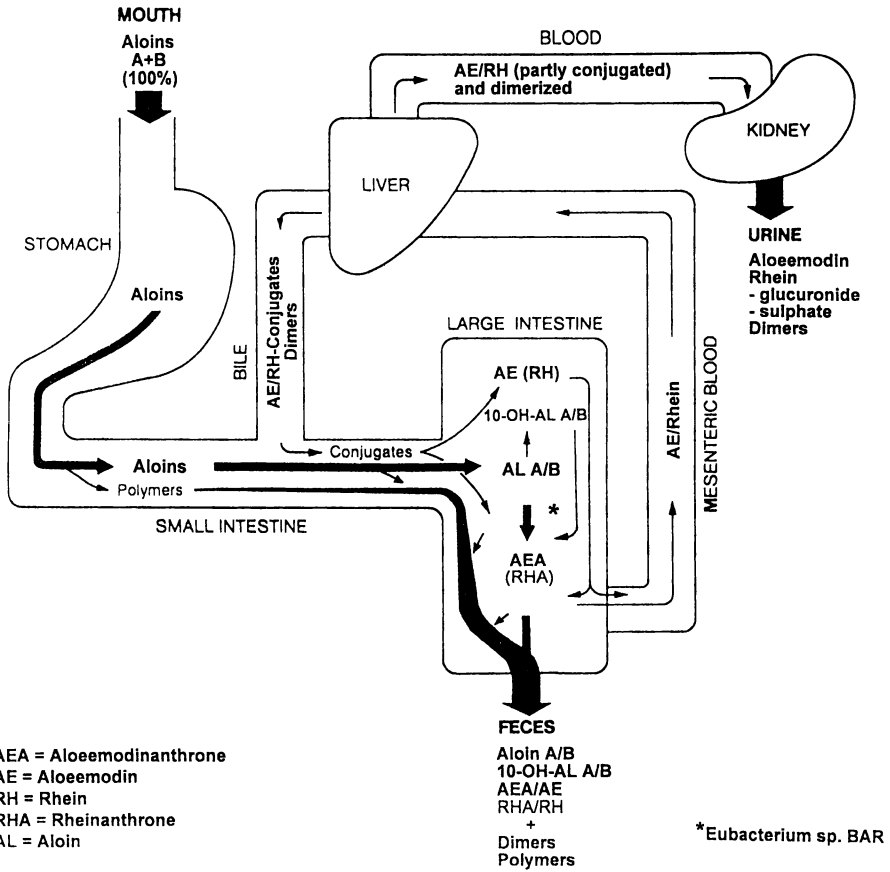 MOUTH
Aloins
A+B
(100%)
BLOOD
AE/RH (partly conjugated)
and dimerized
KIDNEY
LIVER
STOMACH
URINE
Aloeemodin
Rhein
- glucuronide
- sulphate
Dimers
Aloins
BILE
AE/RH-Conjugates
Dimers
LARGE INTESTINE
AE (RH)
10-OH-AL A/B
AE/Rhein
MESENTERIC BLOOD
Conjugates
Aloins
AL A/B
Polymers
*
SMALL INTESTINE
AEA
(RHA)
FECES
Aloin A/B
10-OH-AL A/B
AEA/AE
RHA/RH
+
Dimers
Polymers
AEA = Aloeemodinanthrone
AE = Aloeemodin
RH = Rhein
RHA = Rheinanthrone
AL = Aloin
*Eubacterium sp. BAR